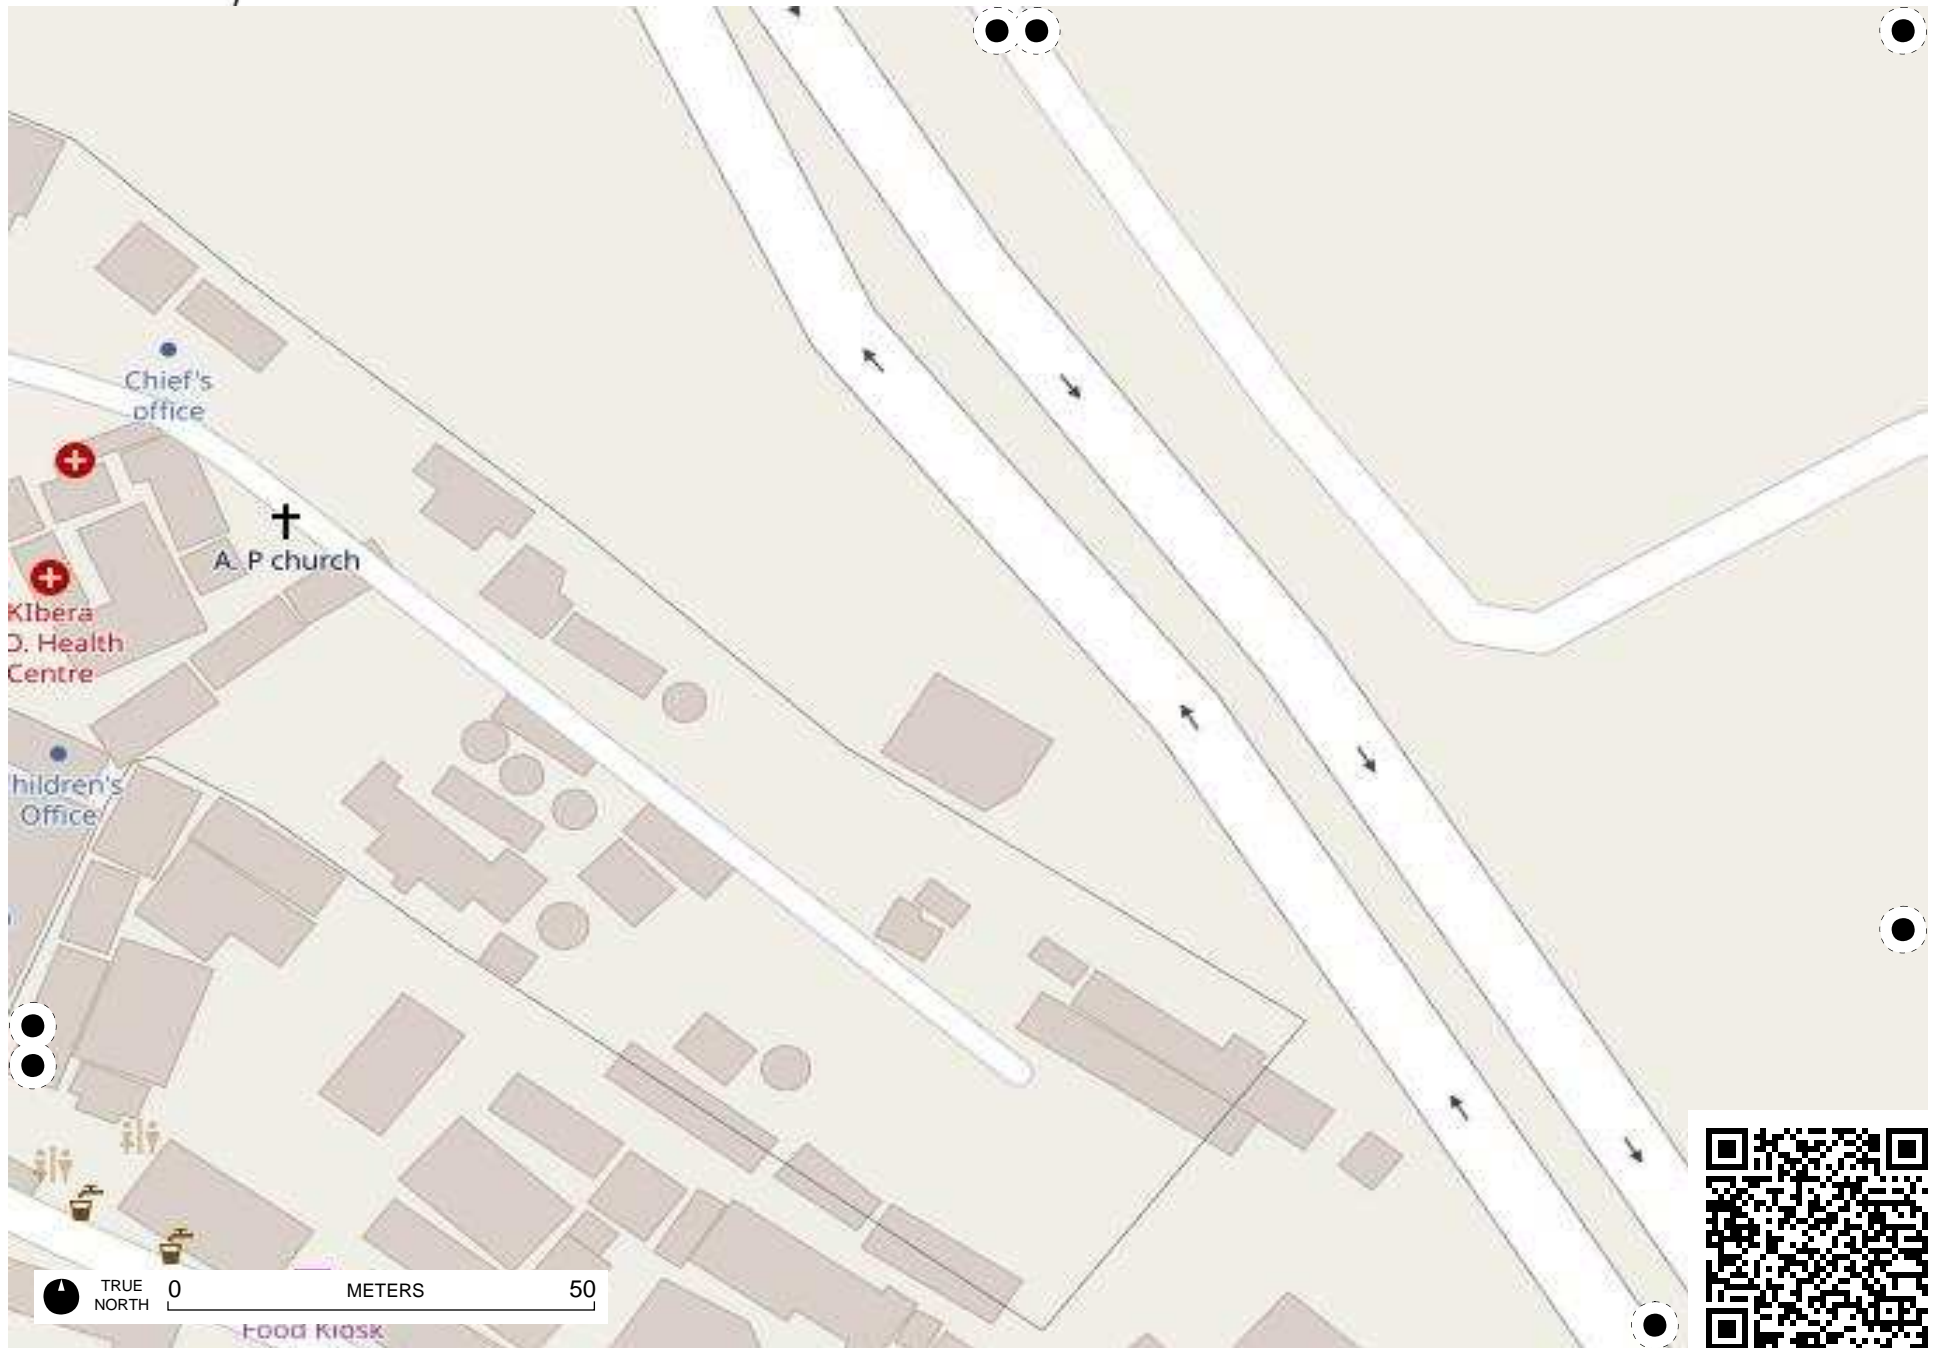 Chief's
office
A. P church
KIbera
D. Health
Centre
hildren's
Office
TRUE
NORTH
0 METERS 50
Food Kiosk